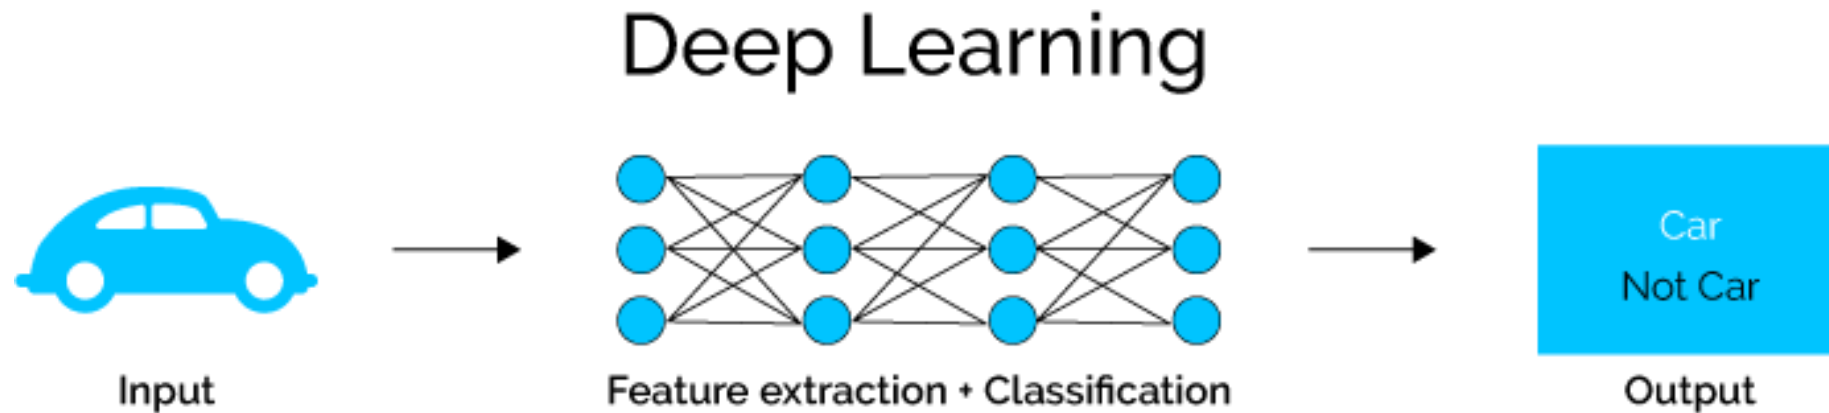 Deep Learning
Car
Not Car
Input
Feature extraction + Classification
Output